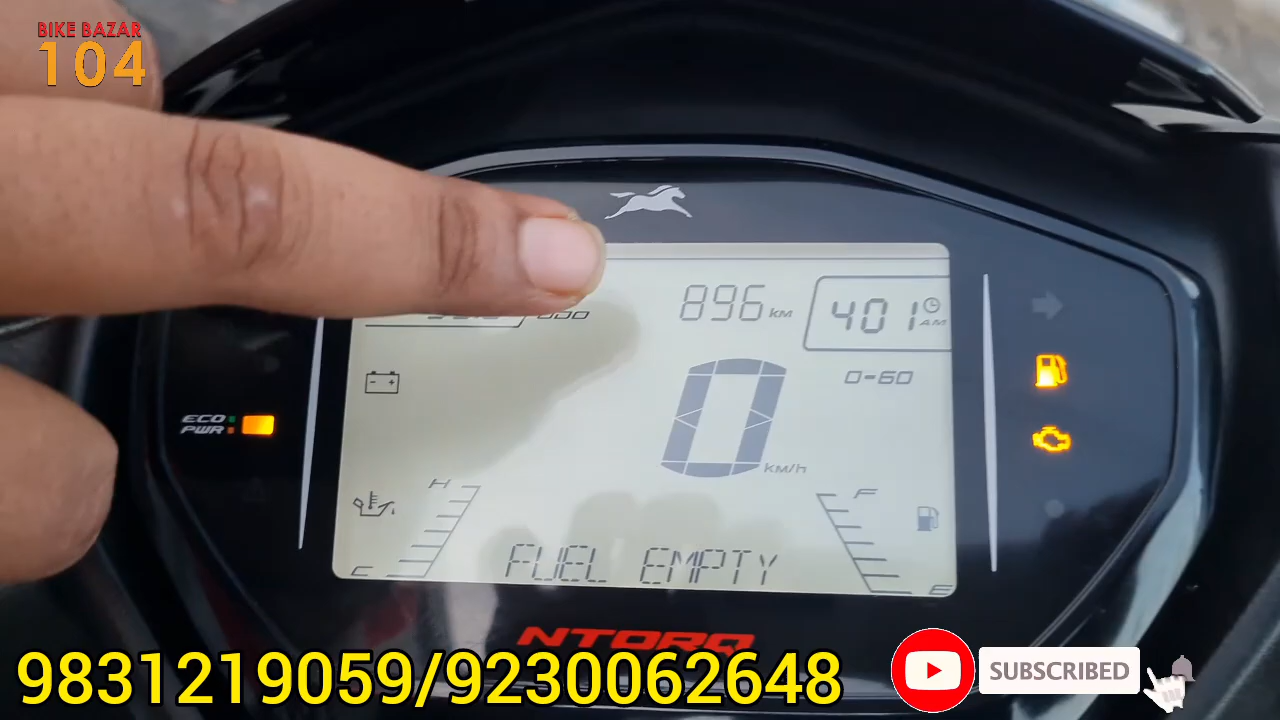 BIKE BAZAR
104
896 KM
401 AM
ODO
0-60
ECO
PWR
0 km/h
H
F
C
FUEL EMPTY
E
NTORQ
9831219059/9230062648
SUBSCRIBED